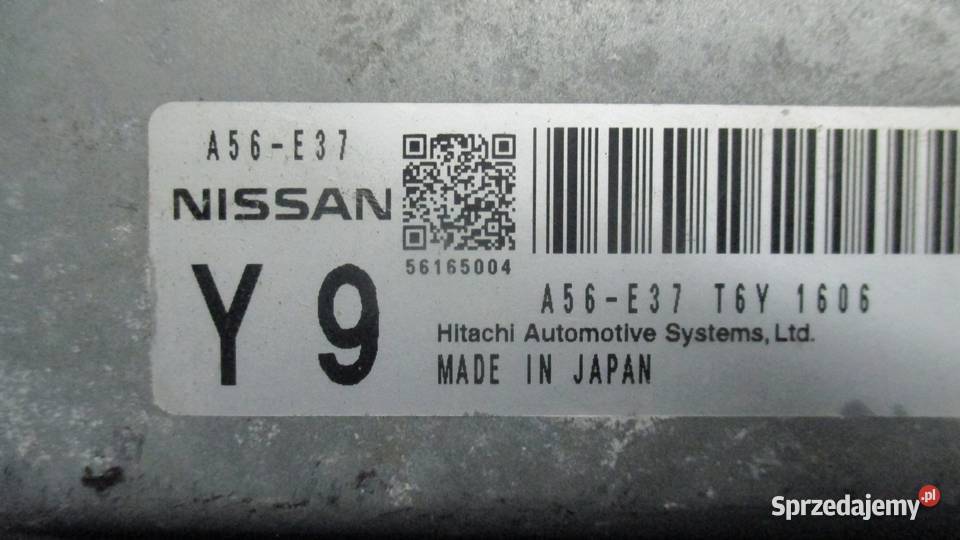 A56-E37
NISSAN
56165004
Y 9
A56-E37 T6Y 1606
Hitachi Automotive Systems, Ltd.
MADE IN JAPAN
Sprzedajemy.pl